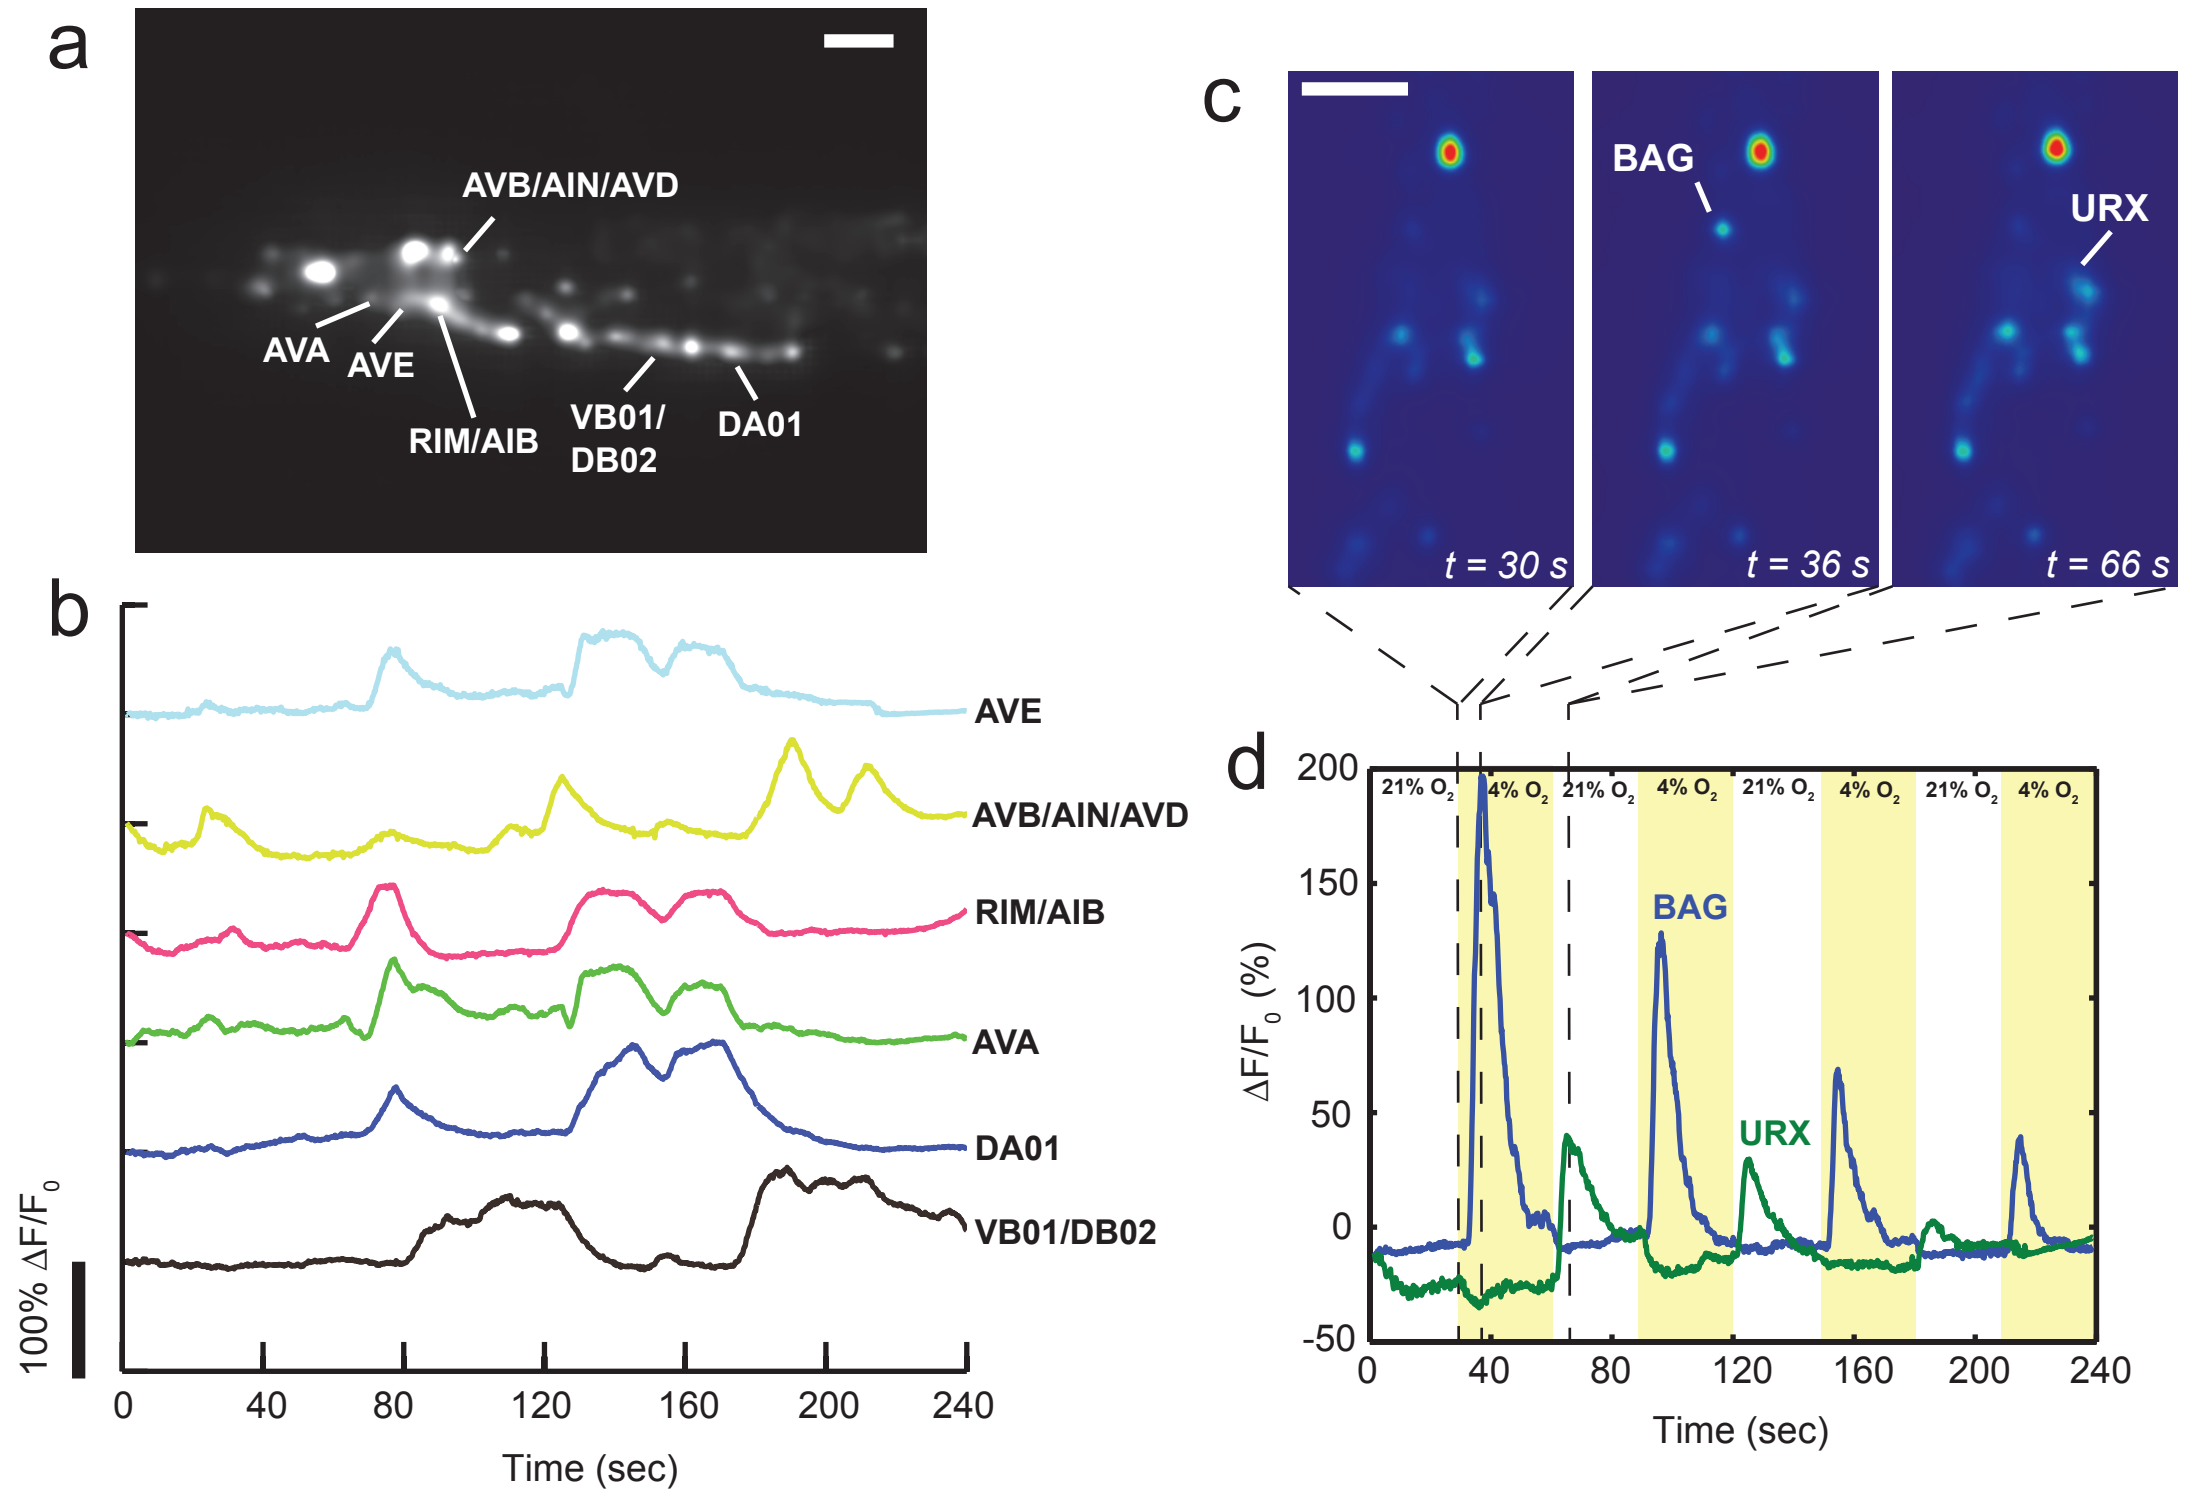 a
AVB/AIN/AVD
AVA
AVE
RIM/AIB
VB01/
DB02
DA01
b
AVE
AVB/AIN/AVD
RIM/AIB
AVA
DA01
VB01/DB02
100% ΔF/F₀
0 40 80 120 160 200 240
Time (sec)
c
BAG
URX
t = 30 s
t = 36 s
t = 66 s
d
21% O₂ 4% O₂ 21% O₂ 4% O₂ 21% O₂ 4% O₂ 21% O₂ 4% O₂
BAG
URX
ΔF/F₀ (%)
200
150
100
50
0
-50
0 40 80 120 160 200 240
Time (sec)